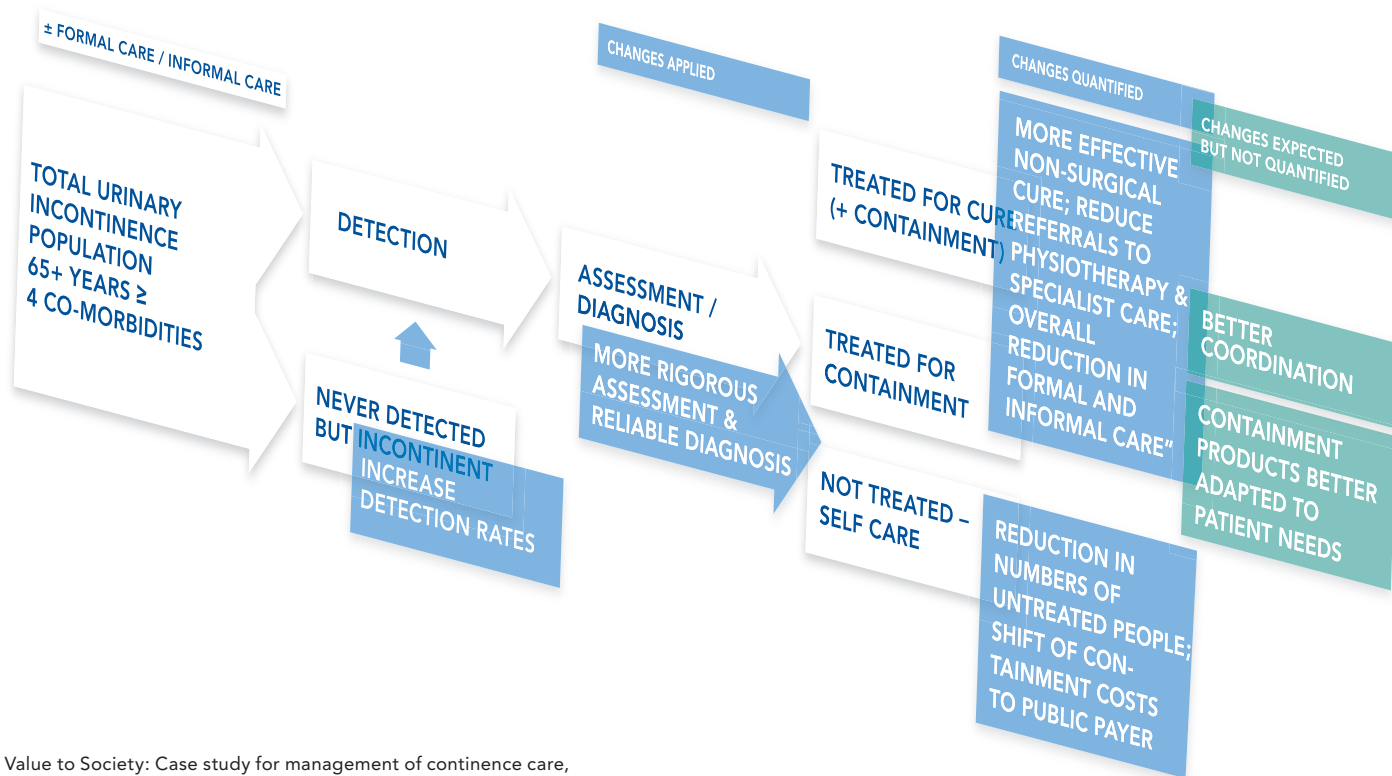 ± FORMAL CARE / INFORMAL CARE
TOTAL URINARY
INCONTINENCE
POPULATION
65+ YEARS ≥
4 CO-MORBIDITIES
DETECTION
NEVER DETECTED
BUT INCONTINENT
INCREASE
DETECTION RATES
CHANGES APPLIED
ASSESSMENT /
DIAGNOSIS
MORE RIGOROUS
ASSESSMENT &
RELIABLE DIAGNOSIS
TREATED FOR CURE
(+ CONTAINMENT)
TREATED FOR
CONTAINMENT
NOT TREATED –
SELF CARE
CHANGES QUANTIFIED
MORE EFFECTIVE
NON-SURGICAL
CURE; REDUCE
REFERRALS TO
PHYSIOTHERAPY &
SPECIALIST CARE;
OVERALL
REDUCTION IN
FORMAL AND
INFORMAL CARE”
REDUCTION IN
NUMBERS OF
UNTREATED PEOPLE;
SHIFT OF CON-
TAINMENT COSTS
TO PUBLIC PAYER
CHANGES EXPECTED
BUT NOT QUANTIFIED
BETTER
COORDINATION
CONTAINMENT
PRODUCTS BETTER
ADAPTED TO
PATIENT NEEDS
Value to Society: Case study for management of continence care,